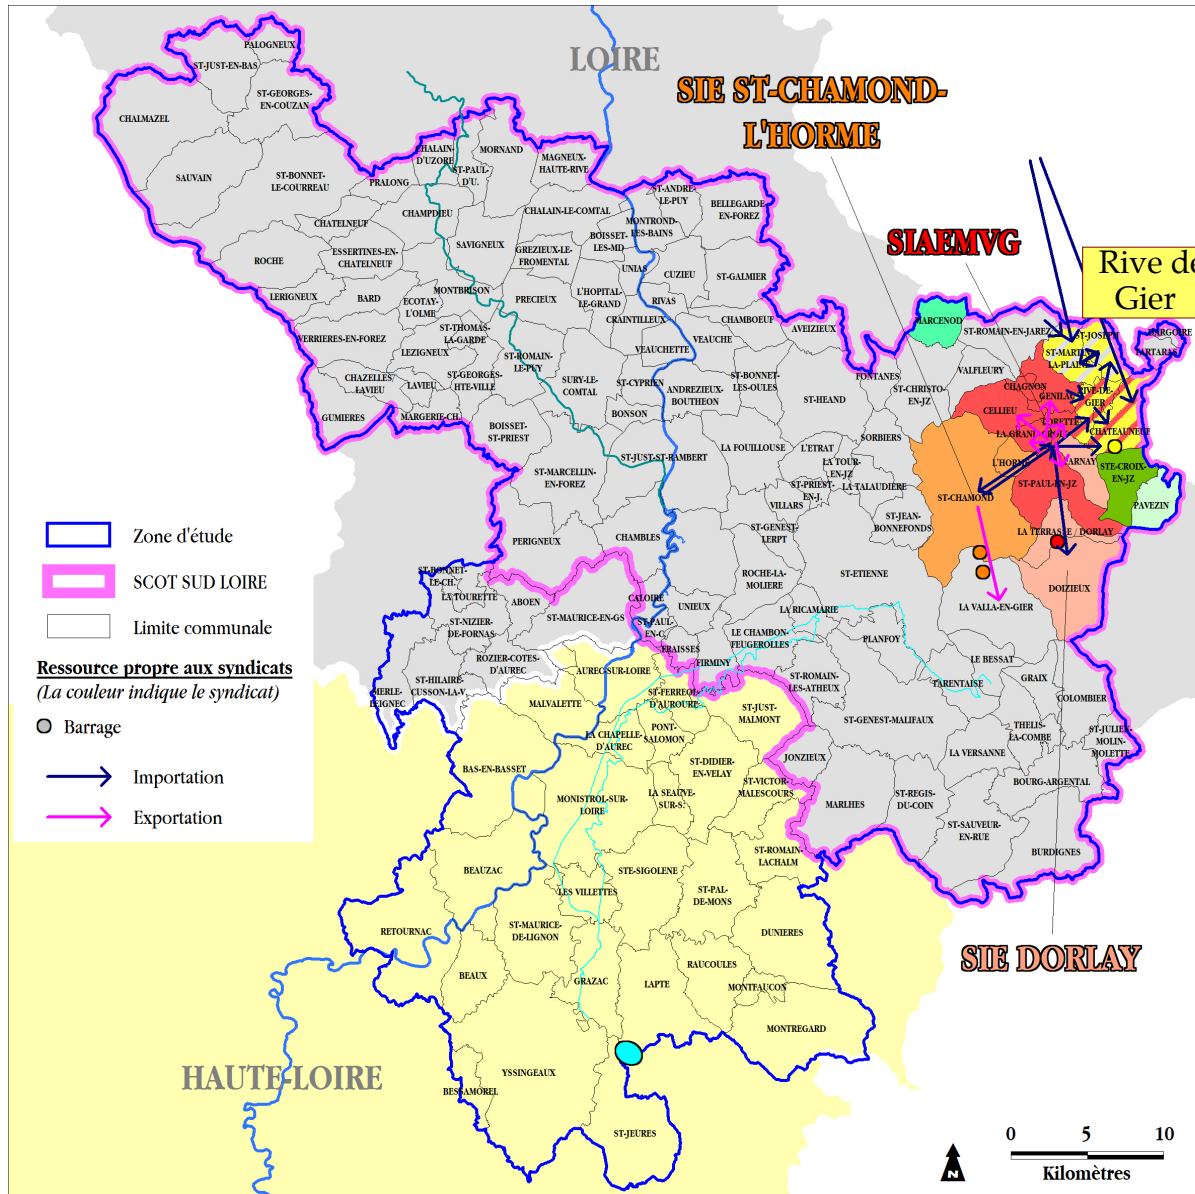 LOIRE
PALOGNEUX
ST-JUST-EN-BAS
ST-GEORGES-
EN-COUZAN
CHALMAZEL
SAUVAIN
ST-BONNET-
LE-COURREAU
PRALONG
CHALAIN-
D'UZORE
MORNAND
ST-PAUL-
D'U.
MAGNEUX-
HAUTE-RIVE
SIE ST-CHAMOND-
L'HORME
ST-ANDRE-
LE-PUY
BELLEGARDE-
EN-FOREZ
CHATELNEUF
CHAMPDIEU
CHALAIN-LE-COMTAL
MONTROND-
LES-BAINS
BOISSET-
LES-MD
SIAEMVG
Rive de
Gier
ROCHE
ESSERTINES-EN-
CHATELNEUF
SAVIGNEUX
GREZIEUX-LE-
FROMENTAL
UNIAS
CUZIEU
ST-GALMIER
LERIGNEUX
BARD
MONTBRISON
ECOTAY-
L'OLME
PRECIEUX
L'HOPITAL-
LE-GRAND
RIVAS
CRAINTILLEUX
CHAMBOEUF
AVEIZIEUX
MARCENOD
ST-ROMAIN-EN-JAREZ
ST-JOSEPH
DARGOIRE
TARTARAS
VERRIERES-EN-FOREZ
ST-THOMAS-
LA-GARDE
LEZIGNEUX
ST-ROMAIN-
LE-PUY
VEAUCHETTE
VEAUCHE
ST-MARTIN-
LA-PLAINE
VALFLEURY
CHAZELLES/
LAVIEU
LAVIEU
ST-GEORGES-
HTE-VILLE
SURY-LE-
COMTAL
ST-CYPRIEN
ANDREZIEUX-
BOUTHEON
ST-BONNET-
LES-OULES
FONTANES
ST-CHRISTO-
EN-JZ
CHAGNON
GENILAC
RIVE-DE-
GIER
GUMIERES
MARGERIE-CH.
BONSON
ST-HEAND
CELLIEU
CHATEAUNEUF
BOISSET-
ST-PRIEST
ST-JUST-ST-RAMBERT
LA FOUILLOUSE
L'ETRAT
SORBIERS
ST-MARCELLIN-
EN-FOREZ
LA TOUR-
EN-JZ
ST-PRIEST-
EN-J.
LA TALAUDIERE
L'HORME
STE-CROIX-
EN-JZ
ST-PAUL-EN-JZ
ST-CHAMOND
PAVEZIN
VILLARS
ST-JEAN-
BONNEFONDS
ST-GENEST-
LERPT
LA TERRASSE / DORLAY
PERIGNEUX
CHAMBLES
ST-ETIENNE
ROCHE-LA-
MOLIERE
DOIZIEUX
LA VALLA-EN-GIER
Zone d'étude
SCOT SUD LOIRE
Limite communale
Ressource propre aux syndicats
(La couleur indique le syndicat)
Barrage
Importation
Exportation
ST-BONNET-
LE-CH.
LA TOURETTE
ABOEN
ST-MAURICE-EN-GS
CALOIRE
UNIEUX
ST-PAUL-
EN-C.
LA RICAMARIE
ST-NIZIER-
DE-FORNAS
LE CHAMBON-
FEUGEROLLES
PLANFOY
FRAISSES
FIRMINY
ROZIER-COTES-
D'AUREC
AUREC-SUR-LOIRE
LE BESSAT
ST-HILAIRE-
CUSSON-LA-V.
MERLE-
LEIGNEC
MALVALETTE
ST-FERREOL-
D'AUROURE
ST-ROMAIN-
LES-ATHEUX
TARENTAISE
GRAIX
COLOMBIER
ST-JUST-
MALMONT
ST-GENEST-MALIFAUX
THELIS-
LA-COMBE
ST-JULIEN-
MOLIN-
MOLETTE
LA CHAPELLE-
D'AUREC
PONT-
SALOMON
BAS-EN-BASSET
ST-DIDIER-
EN-VELAY
JONZIEUX
LA VERSANNE
BOURG-ARGENTAL
MONISTROL-SUR-
LOIRE
LA SEAUVE-
SUR-S.
ST-VICTOR-
MALESCOURS
MARLHES
ST-REGIS-
DU-COIN
ST-SAUVEUR-
EN-RUE
BURDIGNES
BEAUZAC
STE-SIGOLENE
ST-ROMAIN-
LACHALM
LES VILLETTES
ST-PAL-
DE-MONS
RETOURNAC
ST-MAURICE-
DE-LIGNON
DUNIERES
SIE DORLAY
BEAUX
GRAZAC
LAPTE
RAUCOULES
MONTFAUCON
MONTREGARD
HAUTE-LOIRE
YSSINGEAUX
BESSAMOREL
ST-JEURES
N
0 5 10
Kilomètres